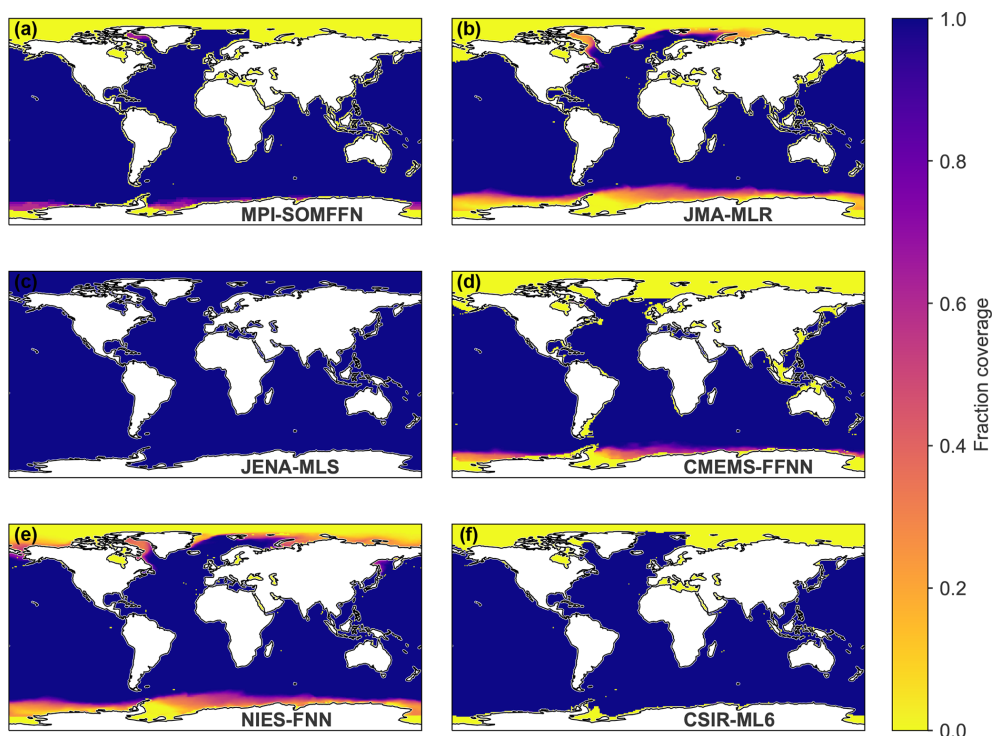 (a)
MPI-SOMFFN
(b)
JMA-MLR
(c)
JENA-MLS
(d)
CMEMS-FFNN
(e)
NIES-FNN
(f)
CSIR-ML6
1.0
0.8
0.6
0.4
0.2
0.0
Fraction coverage